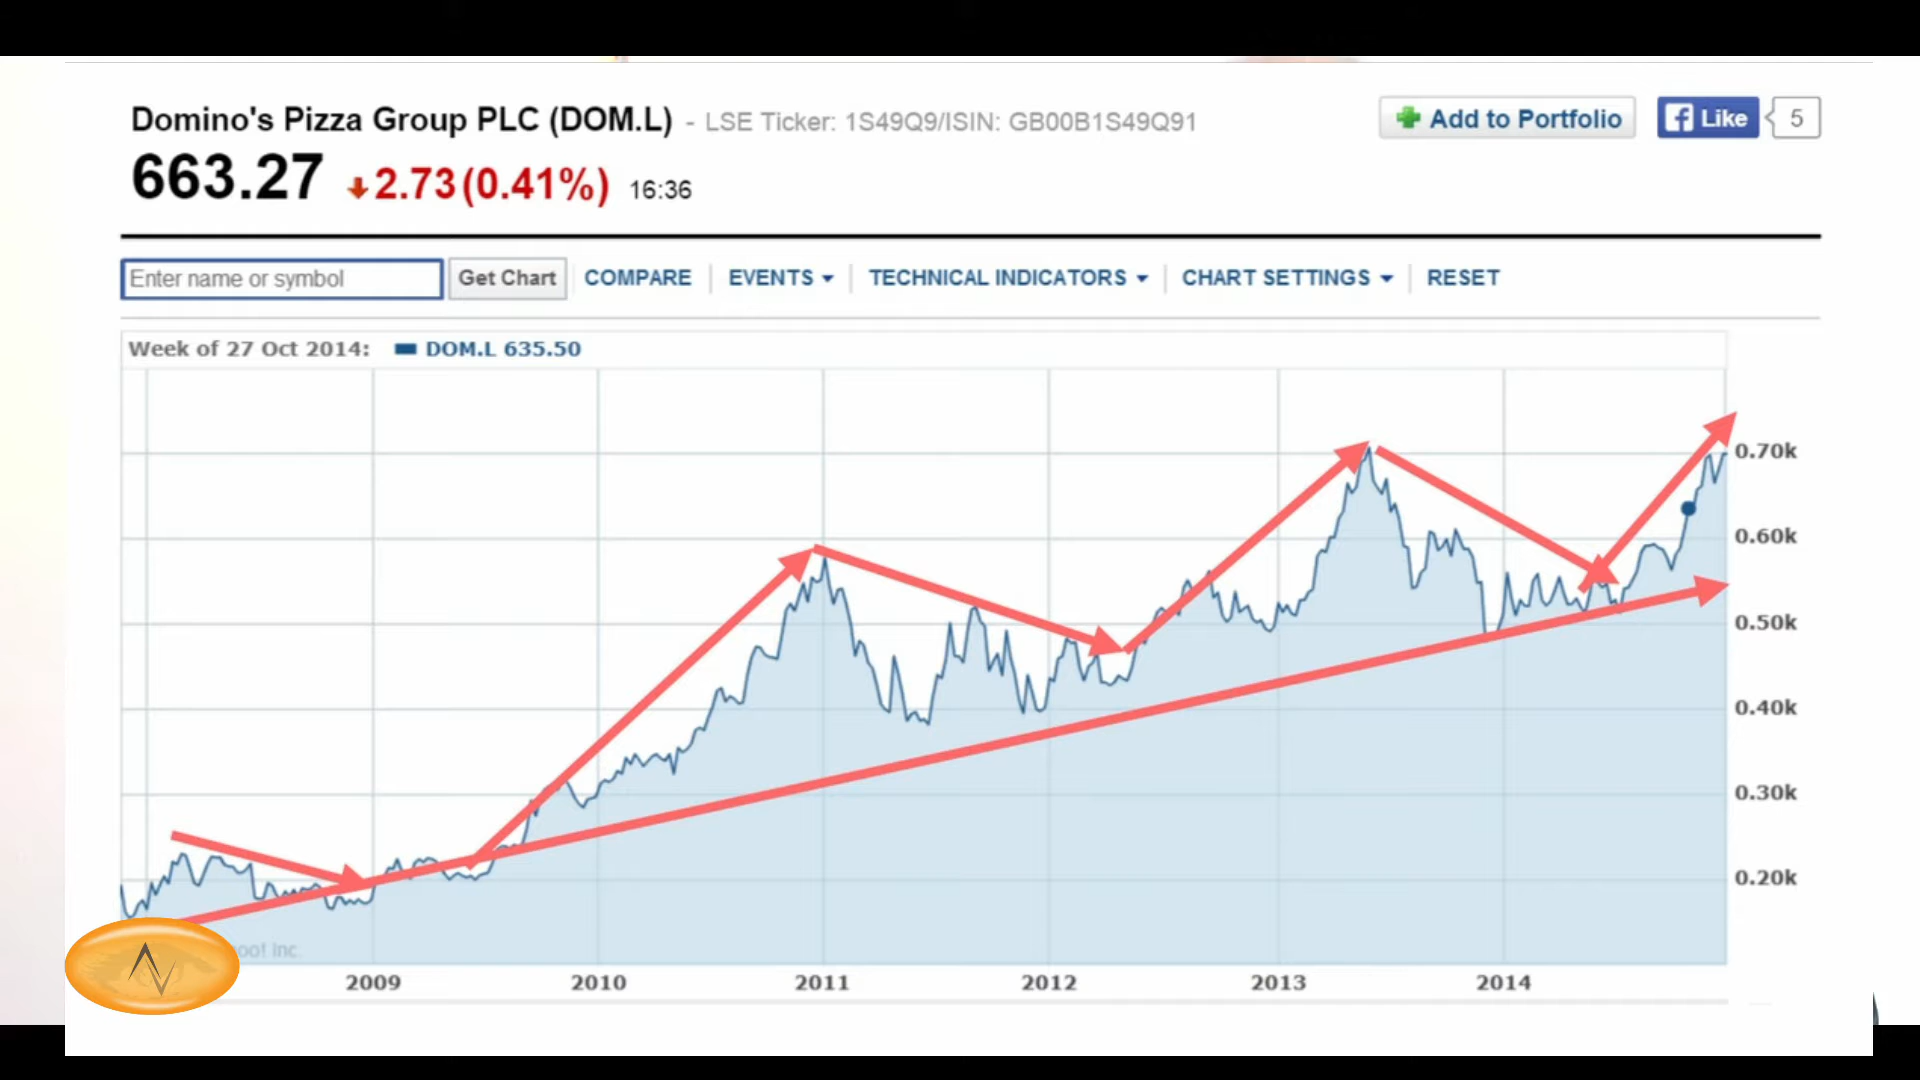 Domino's Pizza Group PLC (DOM.L) - LSE Ticker: 1S49Q9/ISIN: GB00B1S49Q91
Add to Portfolio
Like
5
663.27 2.73(0.41%) 16:36
Enter name or symbol
Get Chart
COMPARE
EVENTS
TECHNICAL INDICATORS
CHART SETTINGS
RESET
Week of 27 Oct 2014: DOM.L 635.50
0.70k
0.60k
0.50k
0.40k
0.30k
0.20k
Inc.
2009 2010 2011 2012 2013 2014